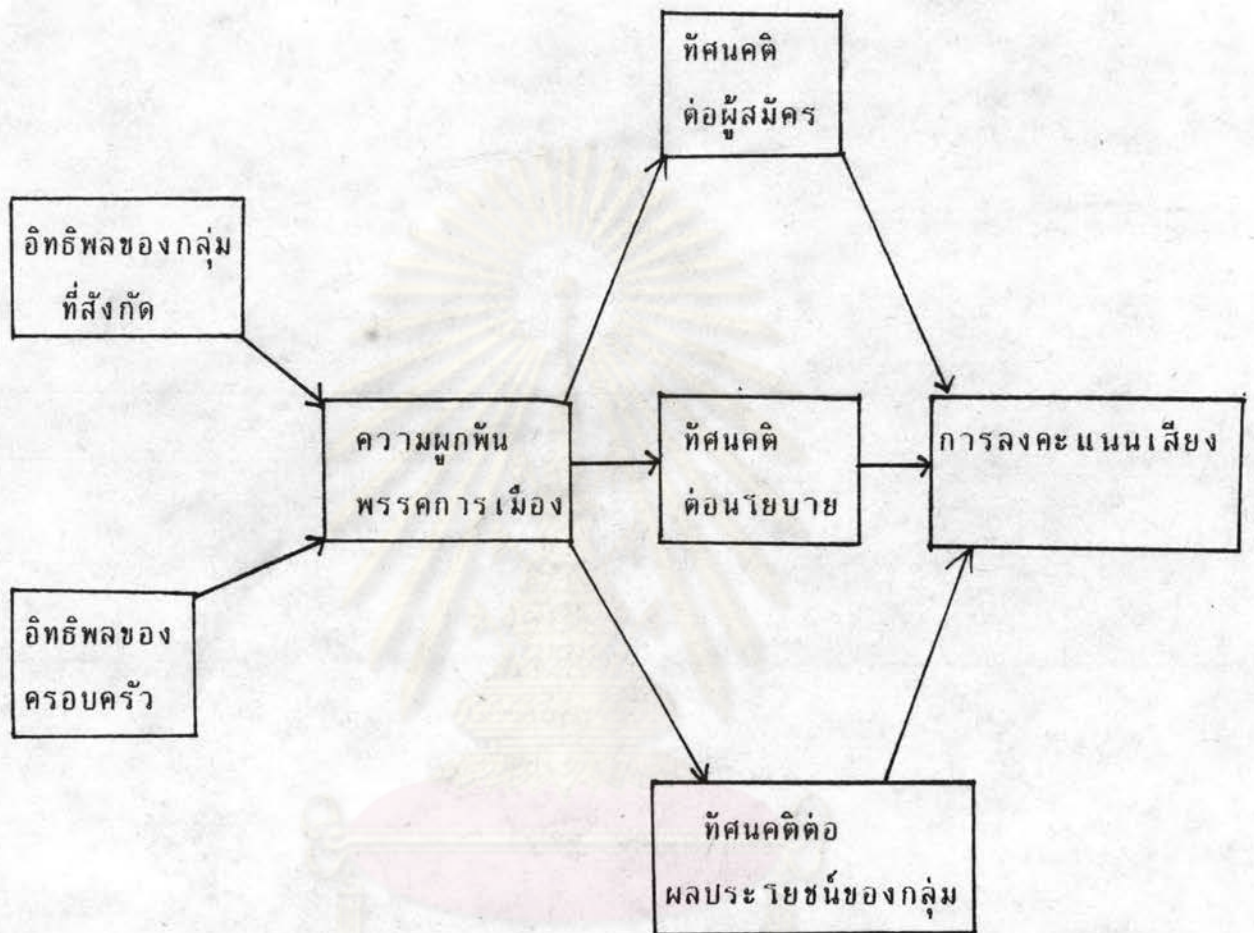 ทัศนคติ
ต่อผู้สมัคร
อิทธิพลของกลุ่ม
ที่สังกัด
ความผูกพัน
พรรคการเมือง
ทัศนคติ
ต่อนโยบาย
การลงคะแนนเสียง
อิทธิพลของ
ครอบครัว
ทัศนคติต่อ
ผลประโยชน์ของกลุ่ม